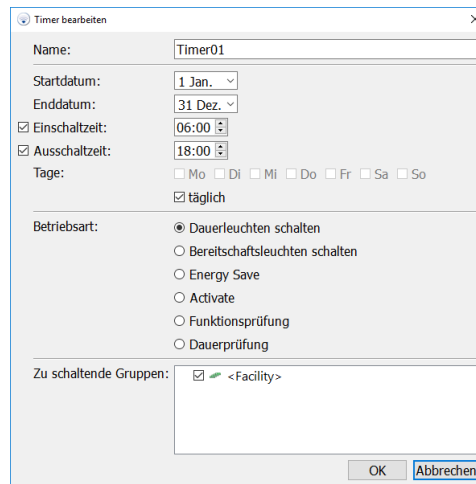 Timer bearbeiten
Name: Timer01
Startdatum: 1 Jan.
Enddatum: 31 Dez.
Einschaltzeit: 06:00
Ausschaltzeit: 18:00
Tage: Mo Di Mi Do Fr Sa So
täglich
Betriebsart: Dauerleuchten schalten
Bereitschaftsleuchten schalten
Energy Save
Activate
Funktionsprüfung
Dauerprüfung
Zu schaltende Gruppen: <Facility>
OK Abbrechen